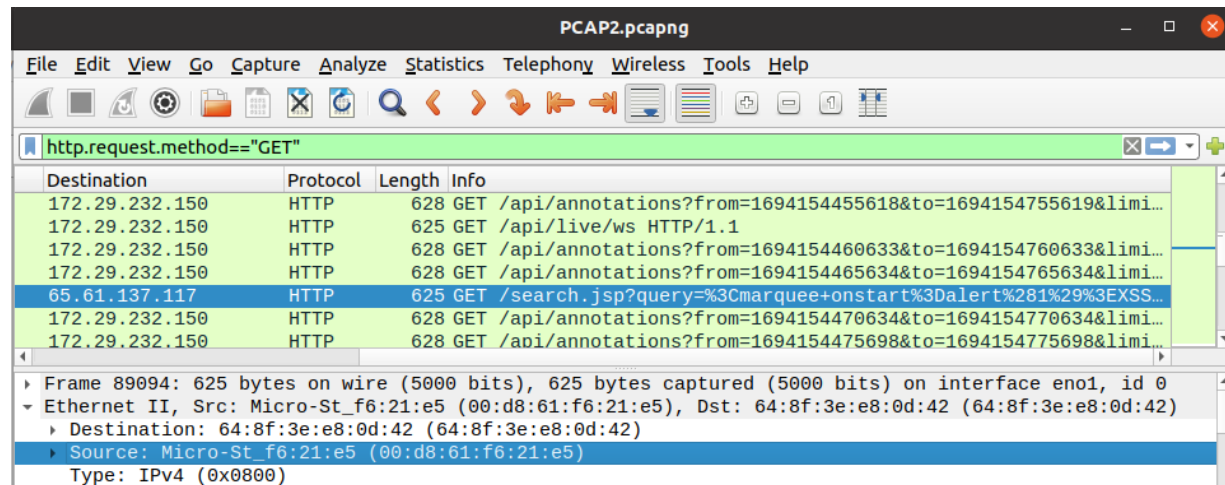 PCAP2.pcapng
File Edit View Go Capture Analyze Statistics Telephony Wireless Tools Help
http.request.method=="GET"
Destination Protocol Length Info
172.29.232.150 HTTP 628 GET /api/annotations?from=1694154455618&to=1694154755619&limi…
172.29.232.150 HTTP 625 GET /api/live/ws HTTP/1.1
172.29.232.150 HTTP 628 GET /api/annotations?from=1694154460633&to=1694154760633&limi…
172.29.232.150 HTTP 628 GET /api/annotations?from=1694154465634&to=1694154765634&limi…
65.61.137.117 HTTP 625 GET /search.jsp?query=%3Cmarquee+onstart%3Dalert%281%29%3EXSS…
172.29.232.150 HTTP 628 GET /api/annotations?from=1694154470634&to=1694154770634&limi…
172.29.232.150 HTTP 628 GET /api/annotations?from=1694154475698&to=1694154775698&limi…
Frame 89094: 625 bytes on wire (5000 bits), 625 bytes captured (5000 bits) on interface eno1, id 0
Ethernet II, Src: Micro-St_f6:21:e5 (00:d8:61:f6:21:e5), Dst: 64:8f:3e:e8:0d:42 (64:8f:3e:e8:0d:42)
Destination: 64:8f:3e:e8:0d:42 (64:8f:3e:e8:0d:42)
Source: Micro-St_f6:21:e5 (00:d8:61:f6:21:e5)
Type: IPv4 (0x0800)